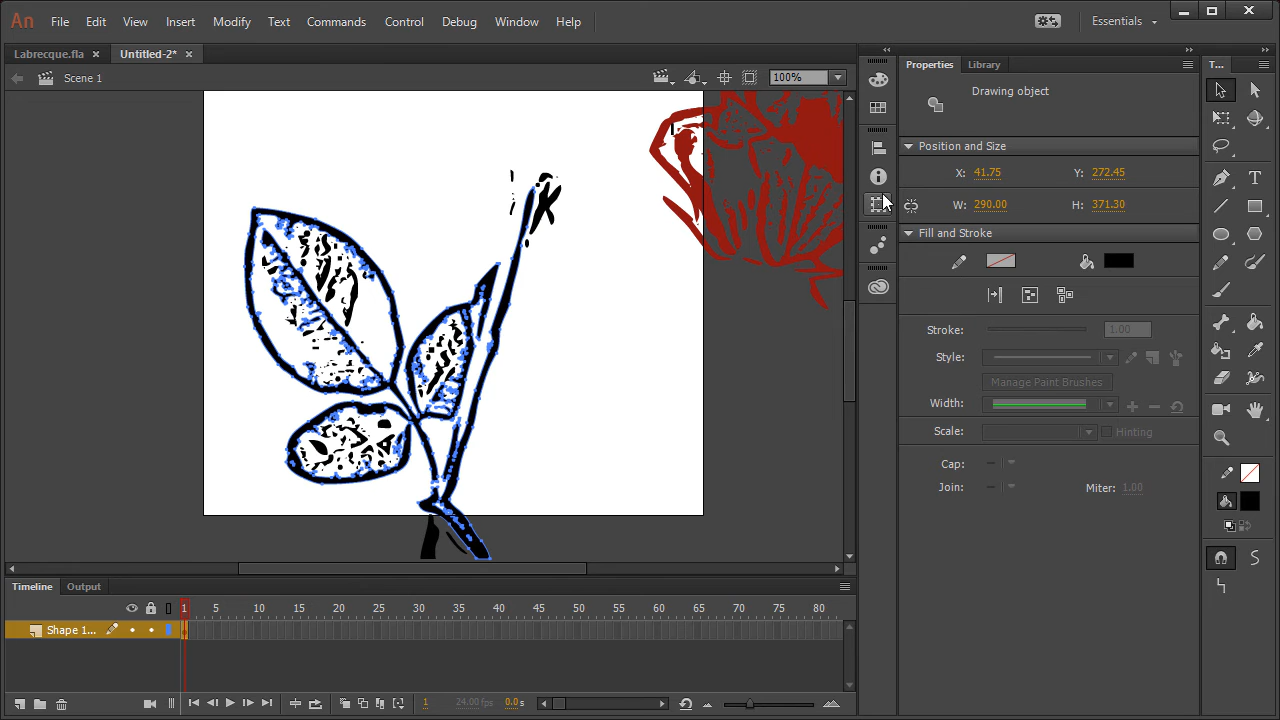 An File Edit View Insert Modify Text Commands Control Debug Window Help Essentials
Labrecque.fla × Untitled-2* ×
Scene 1 100%
Properties Library T...
Drawing object
Position and Size
X: 41.75 Y: 272.45
W: 290.00 H: 371.30
Fill and Stroke
Stroke: 1.00
Style:
Manage Paint Brushes
Width:
Scale: Hinting
Cap:
Join: Miter: 1.00
Timeline Output
1 5 10 15 20 25 30 35 40 45 50 55 60 65 70 75 80
Shape 1...
1 24.00 fps 0.0 s